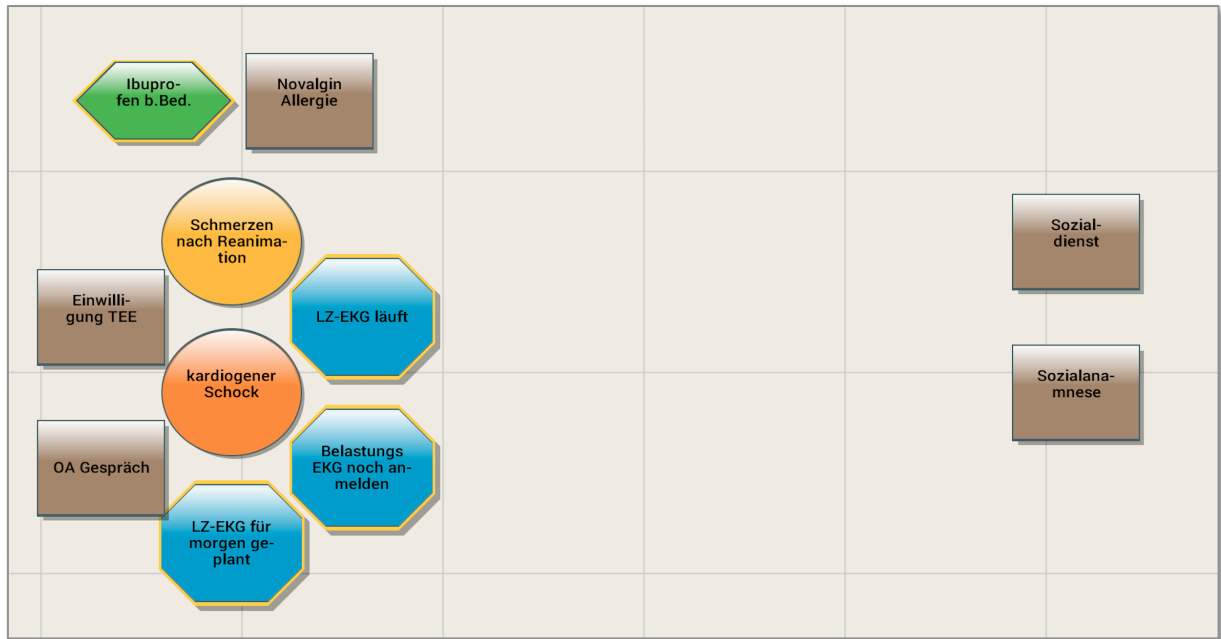 Ibupro-
fen b.Bed.
Novalgin
Allergie
Schmerzen
nach Reanima-
tion
Sozial-
dienst
Einwilli-
gung TEE
LZ-EKG läuft
kardiogener
Schock
Sozialana-
mnese
OA Gespräch
Belastungs
EKG noch an-
melden
LZ-EKG für
morgen ge-
plant